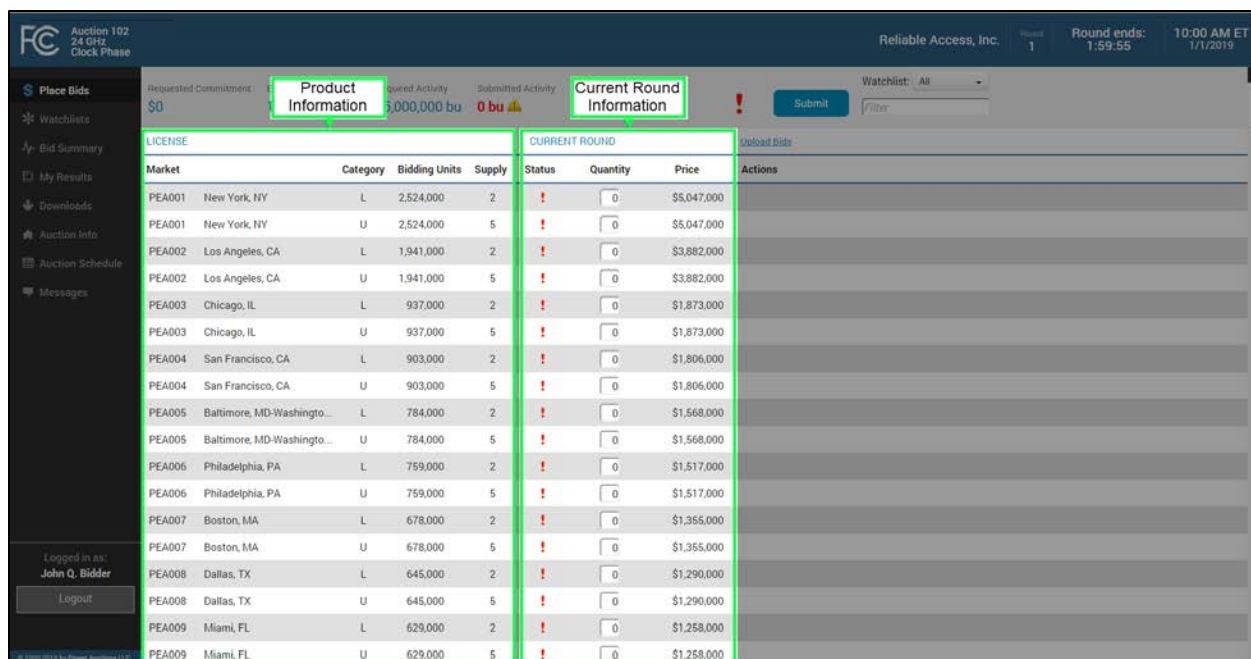 FCC Auction 102
24 GHz
Clock Phase
Reliable Access, Inc.
Round
1
Round ends:
1:59:55
10:00 AM ET
1/1/2019
Place Bids
Watchlists
Bid Summary
My Results
Downloads
Auction Info
Auction Schedule
Messages
Logged in as:
John Q. Bidder
Logout
Requested Commitment
$0
Product
Information
Activity
bu
Submitted Activity
0 bu
Current Round
Information
!
Submit
Watchlist: All
Filter
LICENSE CURRENT ROUND Upload Bids
Market Category Bidding Units Supply Status Quantity Price Actions
PEA001 New York, NY L 2,524,000 2 ! 0 $5,047,000
PEA001 New York, NY U 2,524,000 5 ! 0 $5,047,000
PEA002 Los Angeles, CA L 1,941,000 2 ! 0 $3,882,000
PEA002 Los Angeles, CA U 1,941,000 5 ! 0 $3,882,000
PEA003 Chicago, IL L 937,000 2 ! 0 $1,873,000
PEA003 Chicago, IL U 937,000 5 ! 0 $1,873,000
PEA004 San Francisco, CA L 903,000 2 ! 0 $1,806,000
PEA004 San Francisco, CA U 903,000 5 ! 0 $1,806,000
PEA005 Baltimore, MD-Washingto... L 784,000 2 ! 0 $1,568,000
PEA005 Baltimore, MD-Washingto... U 784,000 5 ! 0 $1,568,000
PEA006 Philadelphia, PA L 759,000 2 ! 0 $1,517,000
PEA006 Philadelphia, PA U 759,000 5 ! 0 $1,517,000
PEA007 Boston, MA L 678,000 2 ! 0 $1,355,000
PEA007 Boston, MA U 678,000 5 ! 0 $1,355,000
PEA008 Dallas, TX L 645,000 2 ! 0 $1,290,000
PEA008 Dallas, TX U 645,000 5 ! 0 $1,290,000
PEA009 Miami, FL L 629,000 2 ! 0 $1,258,000
PEA009 Miami, FL U 629,000 5 ! 0 $1,258,000